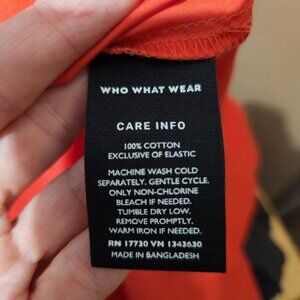 WHO WHAT WEAR
CARE INFO
100% COTTON
EXCLUSIVE OF ELASTIC
MACHINE WASH COLD
SEPARATELY. GENTLE CYCLE.
ONLY NON-CHLORINE
BLEACH IF NEEDED.
TUMBLE DRY LOW.
REMOVE PROMPTLY.
WARM IRON IF NEEDED.
RN 17730 VN 1343630
MADE IN BANGLADESH